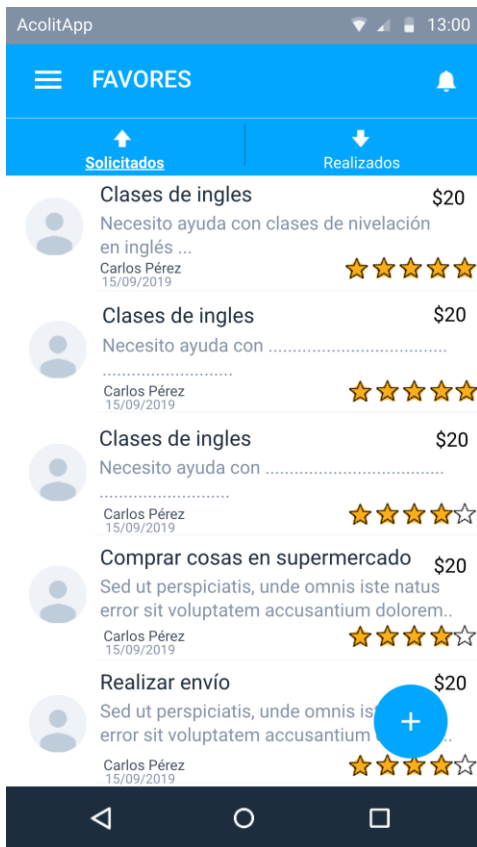 AcolitApp 13:00
FAVORES
Solicitados Realizados
Clases de ingles $20
Necesito ayuda con clases de nivelación
en inglés ...
Carlos Pérez
15/09/2019
Clases de ingles $20
Necesito ayuda con .....................................
...........................
Carlos Pérez
15/09/2019
Clases de ingles $20
Necesito ayuda con .....................................
...........................
Carlos Pérez
15/09/2019
Comprar cosas en supermercado $20
Sed ut perspiciatis, unde omnis iste natus
error sit voluptatem accusantium dolorem..
Carlos Pérez
15/09/2019
Realizar envío $20
Sed ut perspiciatis, unde omnis
error sit voluptatem accusantium
Carlos Pérez
15/09/2019